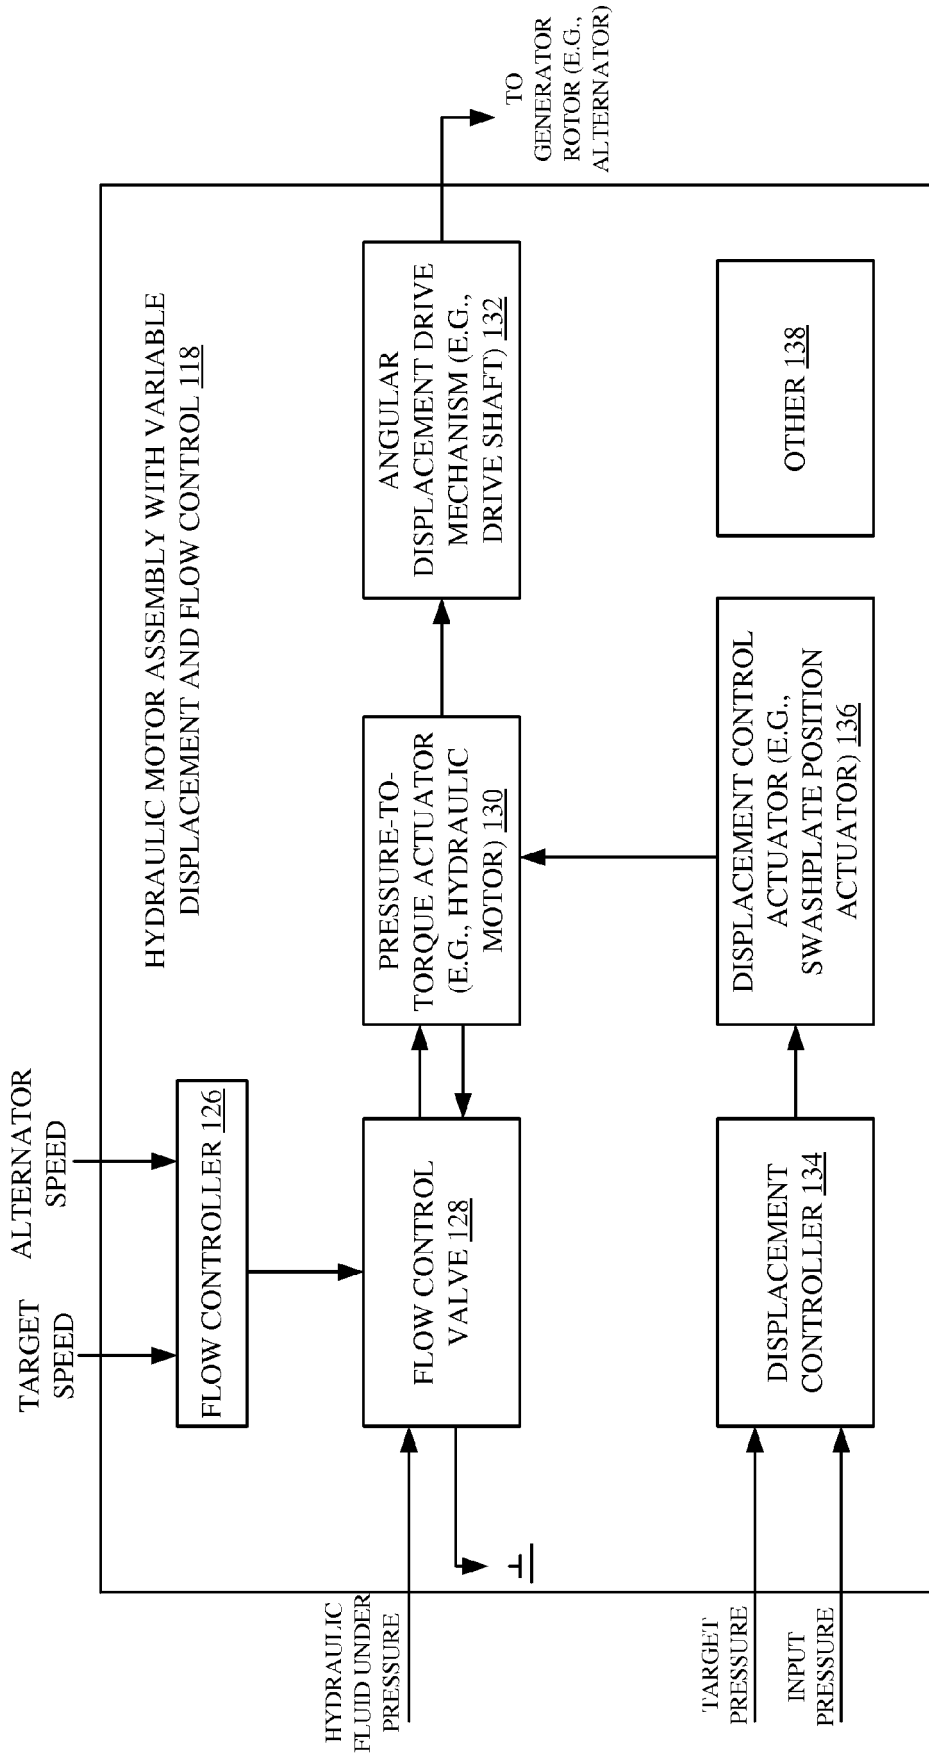 TARGET
SPEED
ALTERNATOR
SPEED
HYDRAULIC MOTOR ASSEMBLY WITH VARIABLE
DISPLACEMENT AND FLOW CONTROL 118
FLOW CONTROLLER 126
HYDRAULIC
FLUID UNDER
PRESSURE
FLOW CONTROL
VALVE 128
PRESSURE-TO-
TORQUE ACTUATOR
(E.G., HYDRAULIC
MOTOR) 130
ANGULAR
DISPLACEMENT DRIVE
MECHANISM (E.G.,
DRIVE SHAFT) 132
TO
GENERATOR
ROTOR (E.G.,
ALTERNATOR)
TARGET
PRESSURE
INPUT
PRESSURE
DISPLACEMENT
CONTROLLER 134
DISPLACEMENT CONTROL
ACTUATOR (E.G.,
SWASHPLATE POSITION
ACTUATOR) 136
OTHER 138